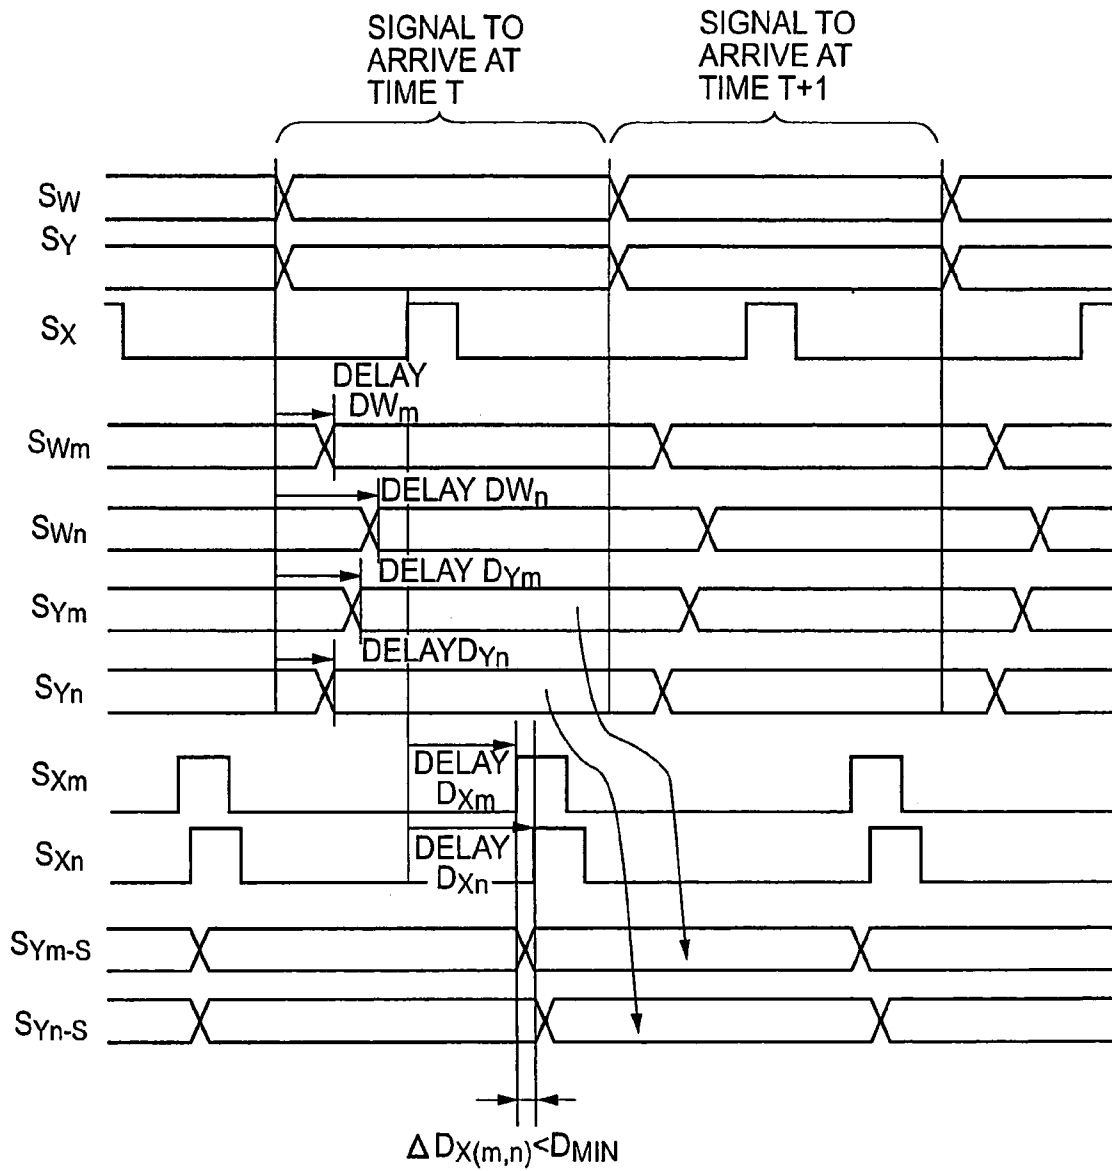 SIGNAL TO
ARRIVE AT
TIME T
SIGNAL TO
ARRIVE AT
TIME T+1
SW
SY
SX
DELAY
DWm
SWm
DELAY DWn
SWn
DELAY DYm
SYm
DELAYDYn
SYn
DELAY
DXm
SXm
DELAY
DXn
SXn
SYm-S
SYn-S
ΔDX(m,n)<DMIN